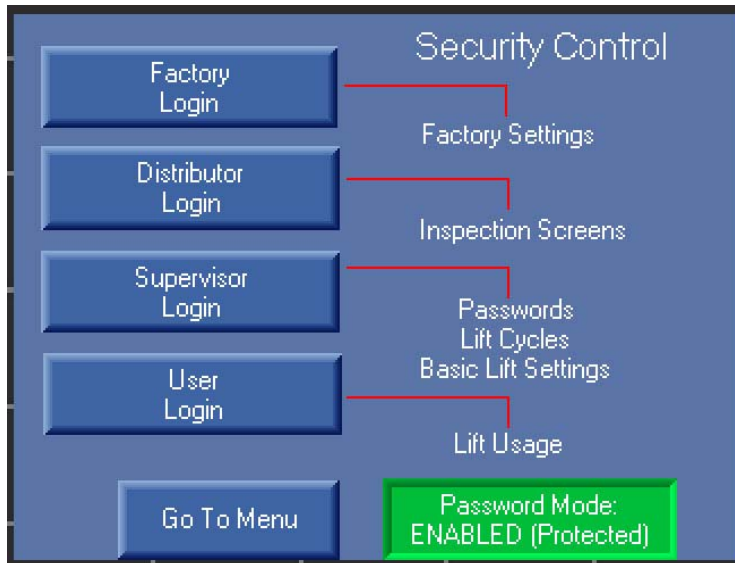 Security Control
Factory
Login
Factory Settings
Distributor
Login
Inspection Screens
Supervisor
Login
Passwords
Lift Cycles
Basic Lift Settings
User
Login
Lift Usage
Go To Menu
Password Mode:
ENABLED (Protected)